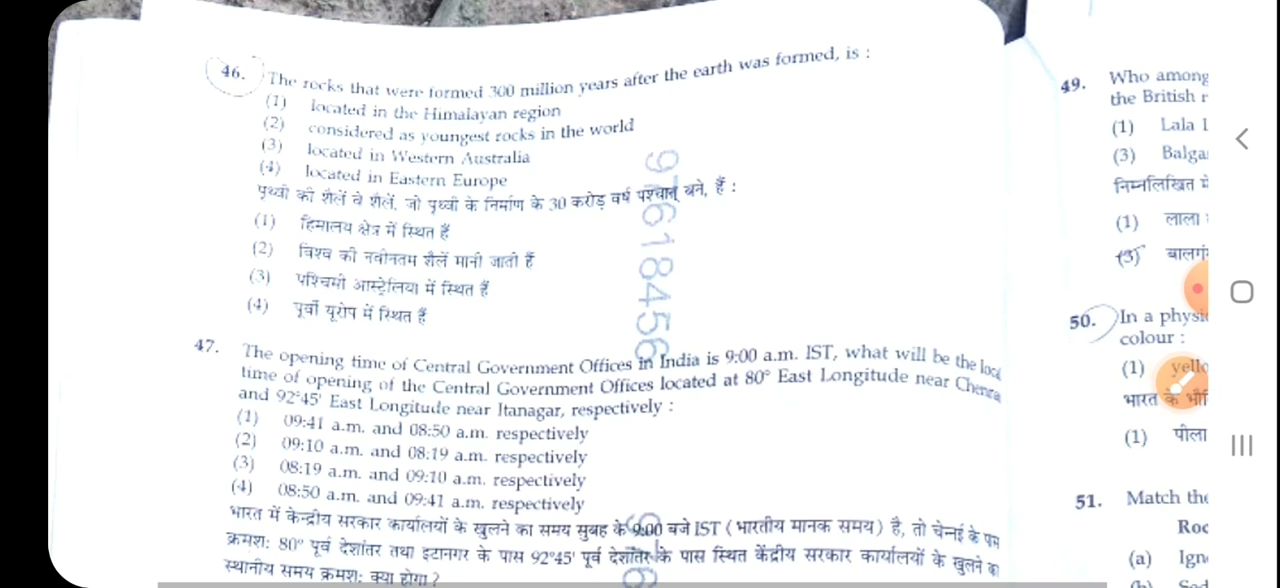 46. The rocks that were formed 300 million years after the earth was formed, is :
(1) located in the Himalayan region
(2) considered as youngest rocks in the world
(3) located in Western Australia
(4) located in Eastern Europe
पृथ्वी की शैलें वे शैलें, जो पृथ्वी के निर्माण के 30 करोड़ वर्ष पश्चात् बने, हैं :
(1) हिमालय क्षेत्र में स्थित हैं
(2) विश्व की नवीनतम शैलें मानी जाती हैं
(3) पश्चिमी आस्ट्रेलिया में स्थित हैं
(4) पूर्वी यूरोप में स्थित हैं
47. The opening time of Central Government Offices in India is 9:00 a.m. IST, what will be the local
time of opening of the Central Government Offices located at 80° East Longitude near Chenna
and 92°45' East Longitude near Itanagar, respectively :
(1) 09:41 a.m. and 08:50 a.m. respectively
(2) 09:10 a.m. and 08:19 a.m. respectively
(3) 08:19 a.m. and 09:10 a.m. respectively
(4) 08:50 a.m. and 09:41 a.m. respectively
भारत में केन्द्रीय सरकार कार्यालयों के खुलने का समय सुबह के 9:00 बजे IST ( भारतीय मानक समय ) है, तो चेन्नई के पास
क्रमश: 80° पूर्व देशांतर तथा इटानगर के पास 92°45' पूर्व देशांतर के पास स्थित केंद्रीय सरकार कार्यालयों के खुलने का
स्थानीय समय क्रमश: क्या होगा ?
97618456
49. Who among
the British r
(1) Lala L
(3) Balga
निम्नलिखित में
(1) लाला
(3) बालगं
50. In a physi
colour :
(1) yello
भारत के भौ
(1) पीला
51. Match the
Roc
(a) Ign
(b) Sed